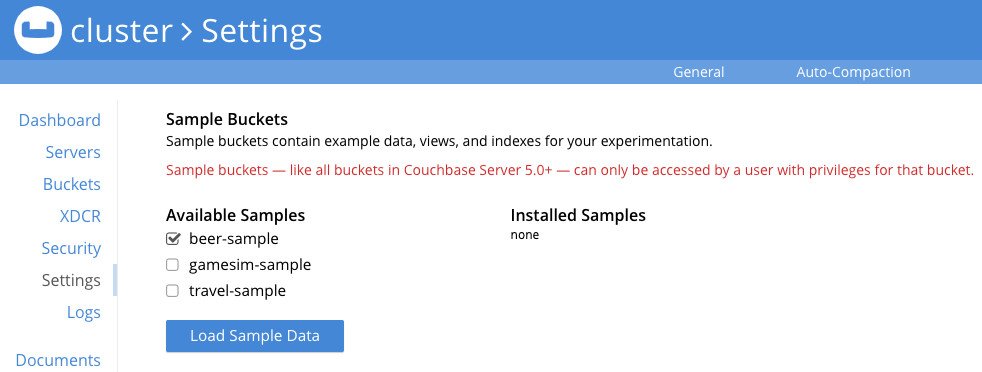 cluster > Settings
General Auto-Compaction
Dashboard
Servers
Buckets
XDCR
Security
Settings
Logs
Documents
Sample Buckets
Sample buckets contain example data, views, and indexes for your experimentation.
Sample buckets — like all buckets in Couchbase Server 5.0+ — can only be accessed by a user with privileges for that bucket.
Available Samples
beer-sample
gamesim-sample
travel-sample
Load Sample Data
Installed Samples
none